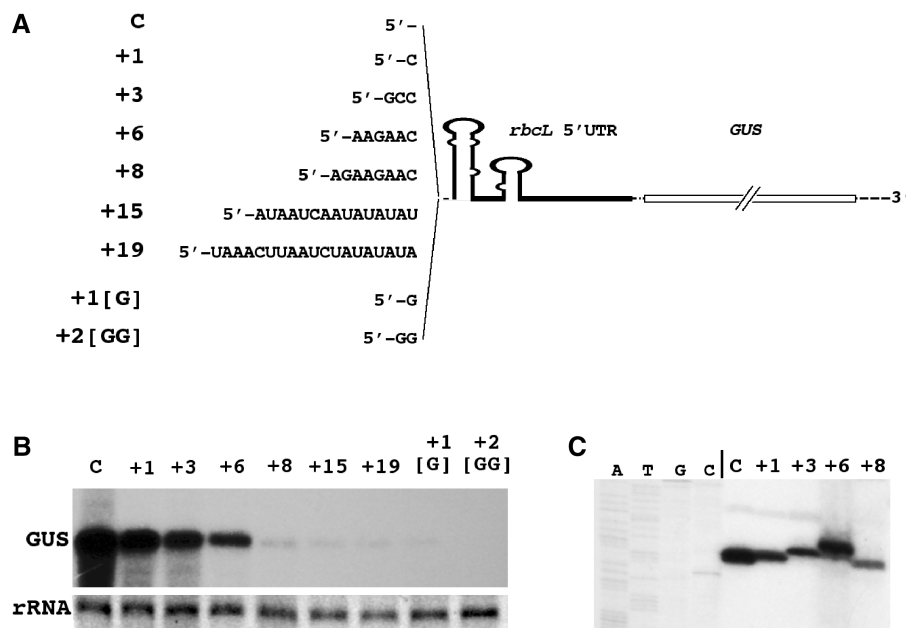 A
C 5′-
+1 5′-C
+3 5′-GCC
+6 5′-AAGAAC
+8 5′-AGAAGAAC
+15 5′-AUAAUCAAUAUAUAU
+19 5′-UAAACUUAAUCUAUAUAUA
+1[G] 5′-G
+2[GG] 5′-GG
rbcL 5′UTR GUS
3′
B
C +1 +3 +6 +8 +15 +19 +1 [G] +2 [GG]
GUS
rRNA
C
A T G C C +1 +3 +6 +8